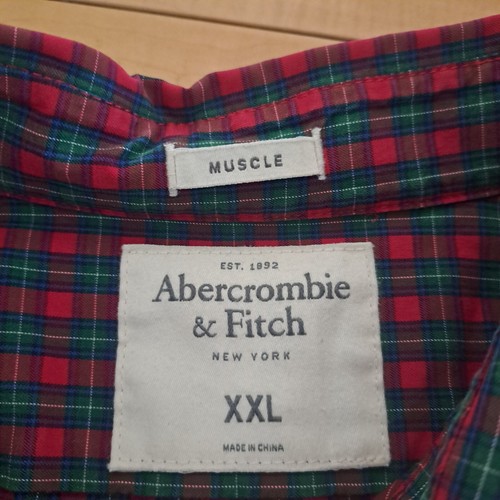 MUSCLE
EST. 1892
Abercrombie
& Fitch
NEW YORK
XXL
MADE IN CHINA